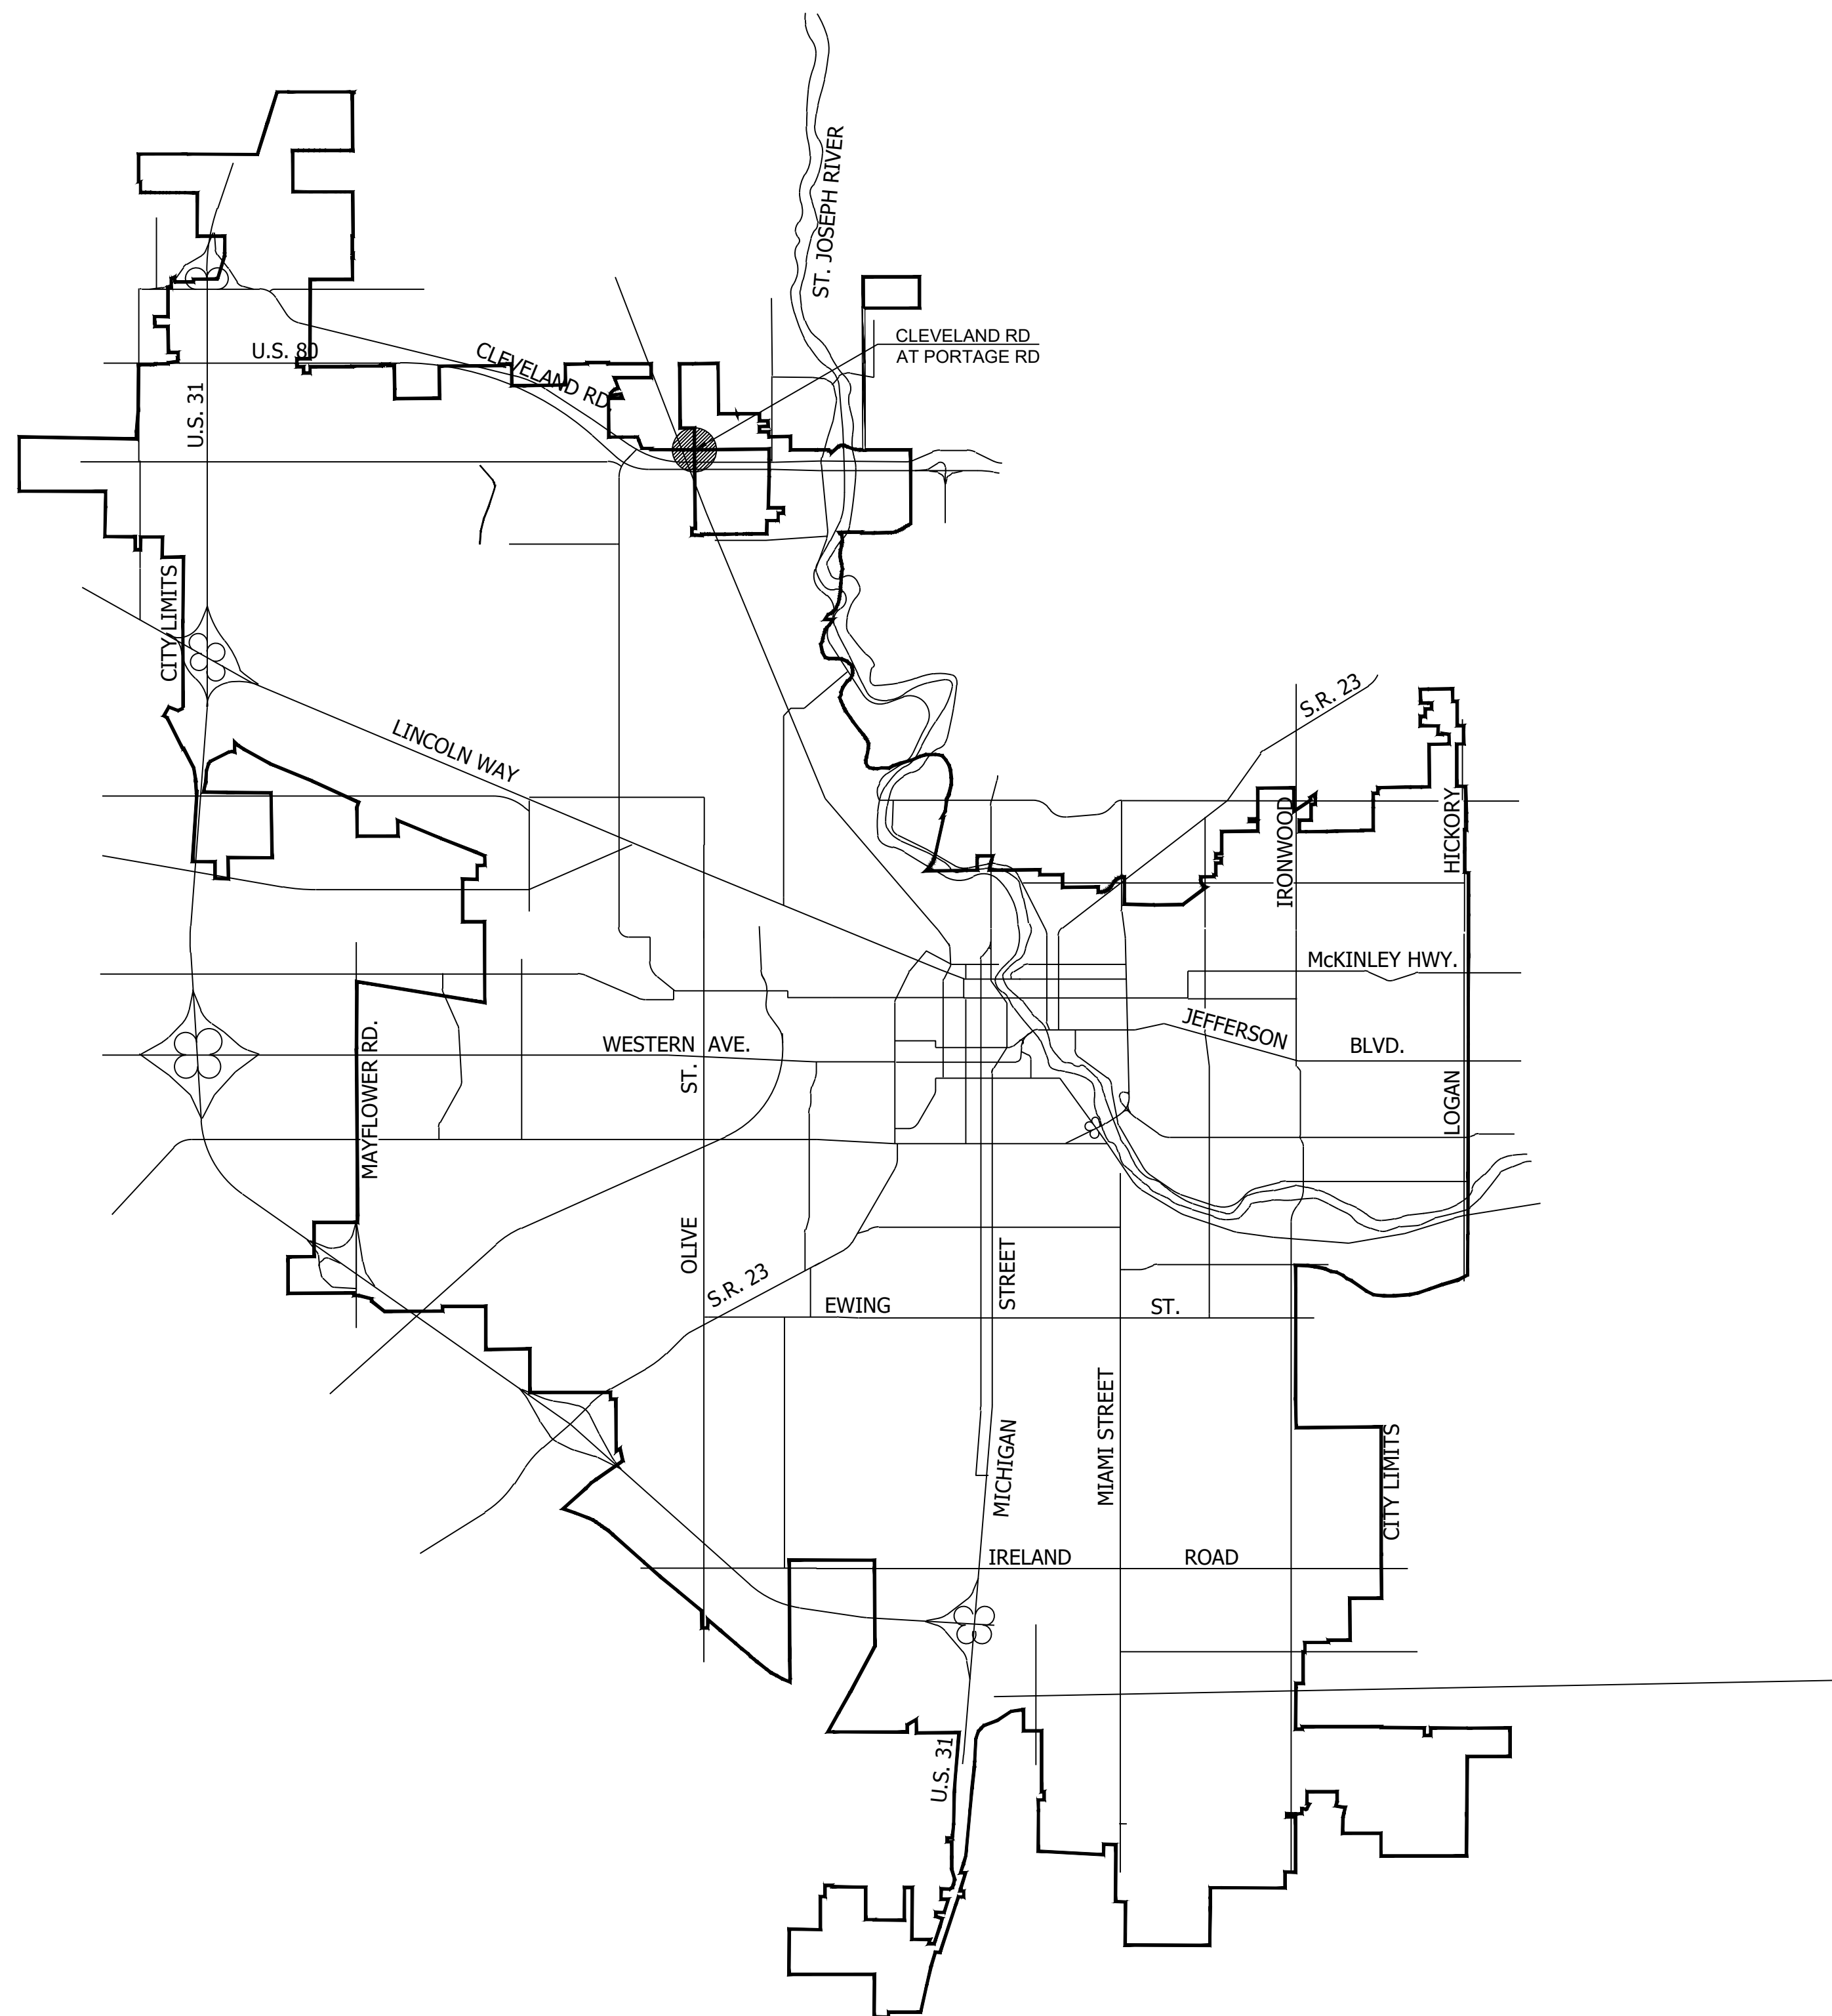 ST. JOSEPH RIVER
CLEVELAND RD
AT PORTAGE RD
U.S. 80
CLEVELAND RD.
U.S. 31
CITY LIMITS
S.R. 23
LINCOLN WAY
HICKORY
IRONWOOD
McKINLEY HWY.
JEFFERSON
BLVD.
WESTERN AVE.
MAYFLOWER RD.
ST.
LOGAN
OLIVE
S.R. 23
STREET
EWING
ST.
MIAMI STREET
MICHIGAN
CITY LIMITS
IRELAND
ROAD
U.S. 31